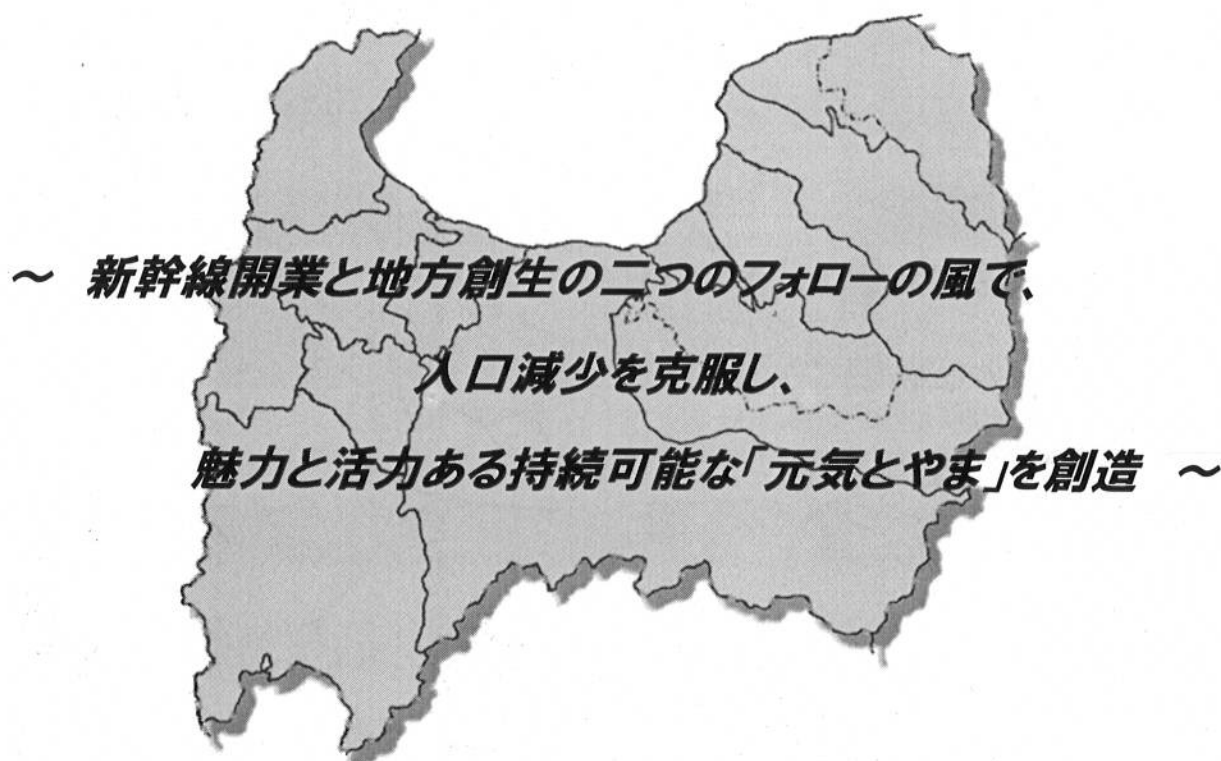 ～ 新幹線開業と地方創生の二つのフォローの風で、
人口減少を克服し、
魅力と活力ある持続可能な「元気とやま」を創造 ～